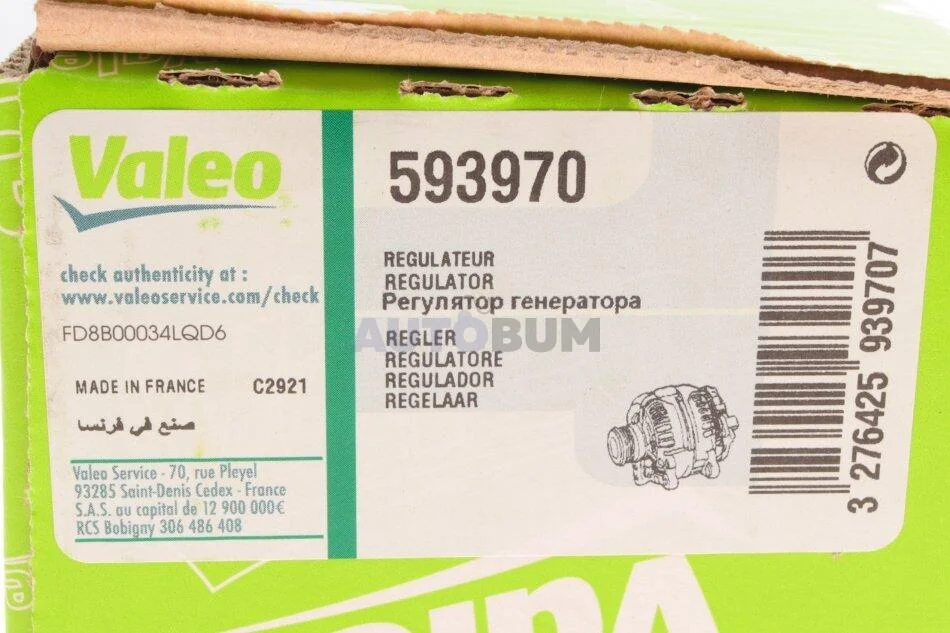 Valeo
check authenticity at :
www.valeoservice.com/check
FD8B00034LQD6
MADE IN FRANCE C2921
صنع في فرنسا
Valeo Service - 70, rue Pleyel
93285 Saint-Denis Cedex - France
S.A.S. au capital de 12 900 000€
RCS Bobigny 306 486 408
593970
REGULATEUR
REGULATOR
Регулятор генератора
AUTOBUM
REGLER
REGULATORE
REGULADOR
REGELAAR
3 276425 939707